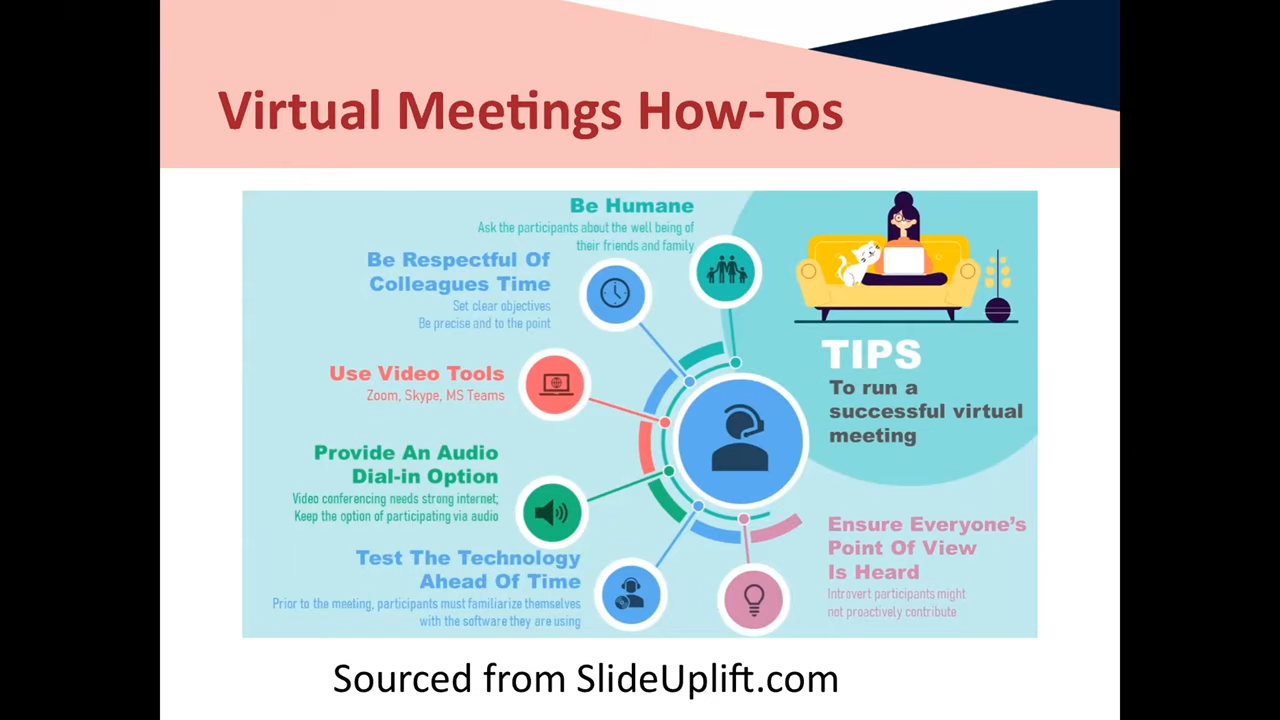 Virtual Meetings How-Tos
Be Humane
Ask the participants about the well being of
their friends and family
Be Respectful Of
Colleagues Time
Set clear objectives
Be precise and to the point
Use Video Tools
Zoom, Skype, MS Teams
Provide An Audio
Dial-in Option
Video conferencing needs strong internet;
Keep the option of participating via audio
Test The Technology
Ahead Of Time
Prior to the meeting, participants must familiarize themselves
with the software they are using
TIPS
To run a
successful virtual
meeting
Ensure Everyone's
Point Of View
Is Heard
Introvert participants might
not proactively contribute
Sourced from SlideUplift.com